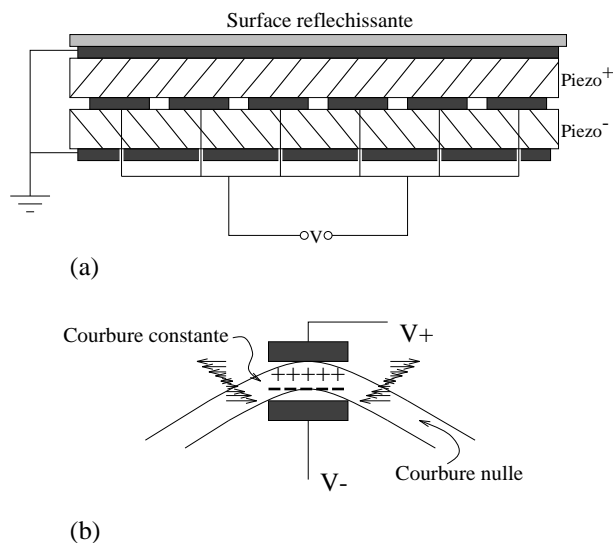 Surface reflechissante
Piezo+
Piezo-
V
(a)
Courbure constante
V+
+++++
V-
Courbure nulle
(b)